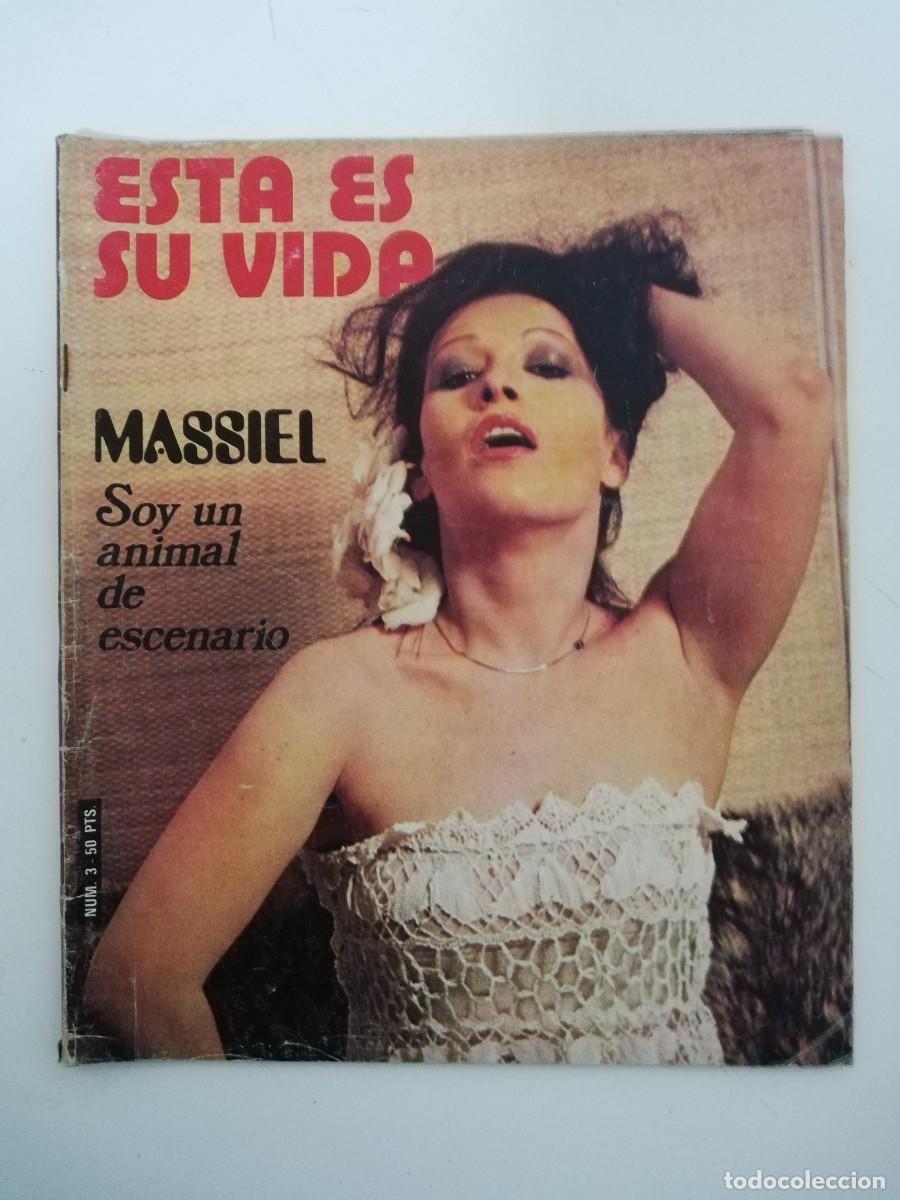 ESTA ES
SU VIDA
MASSIEL
Soy un
animal
de
escenario
NUM. 3 - 50 PTS.
todocoleccion